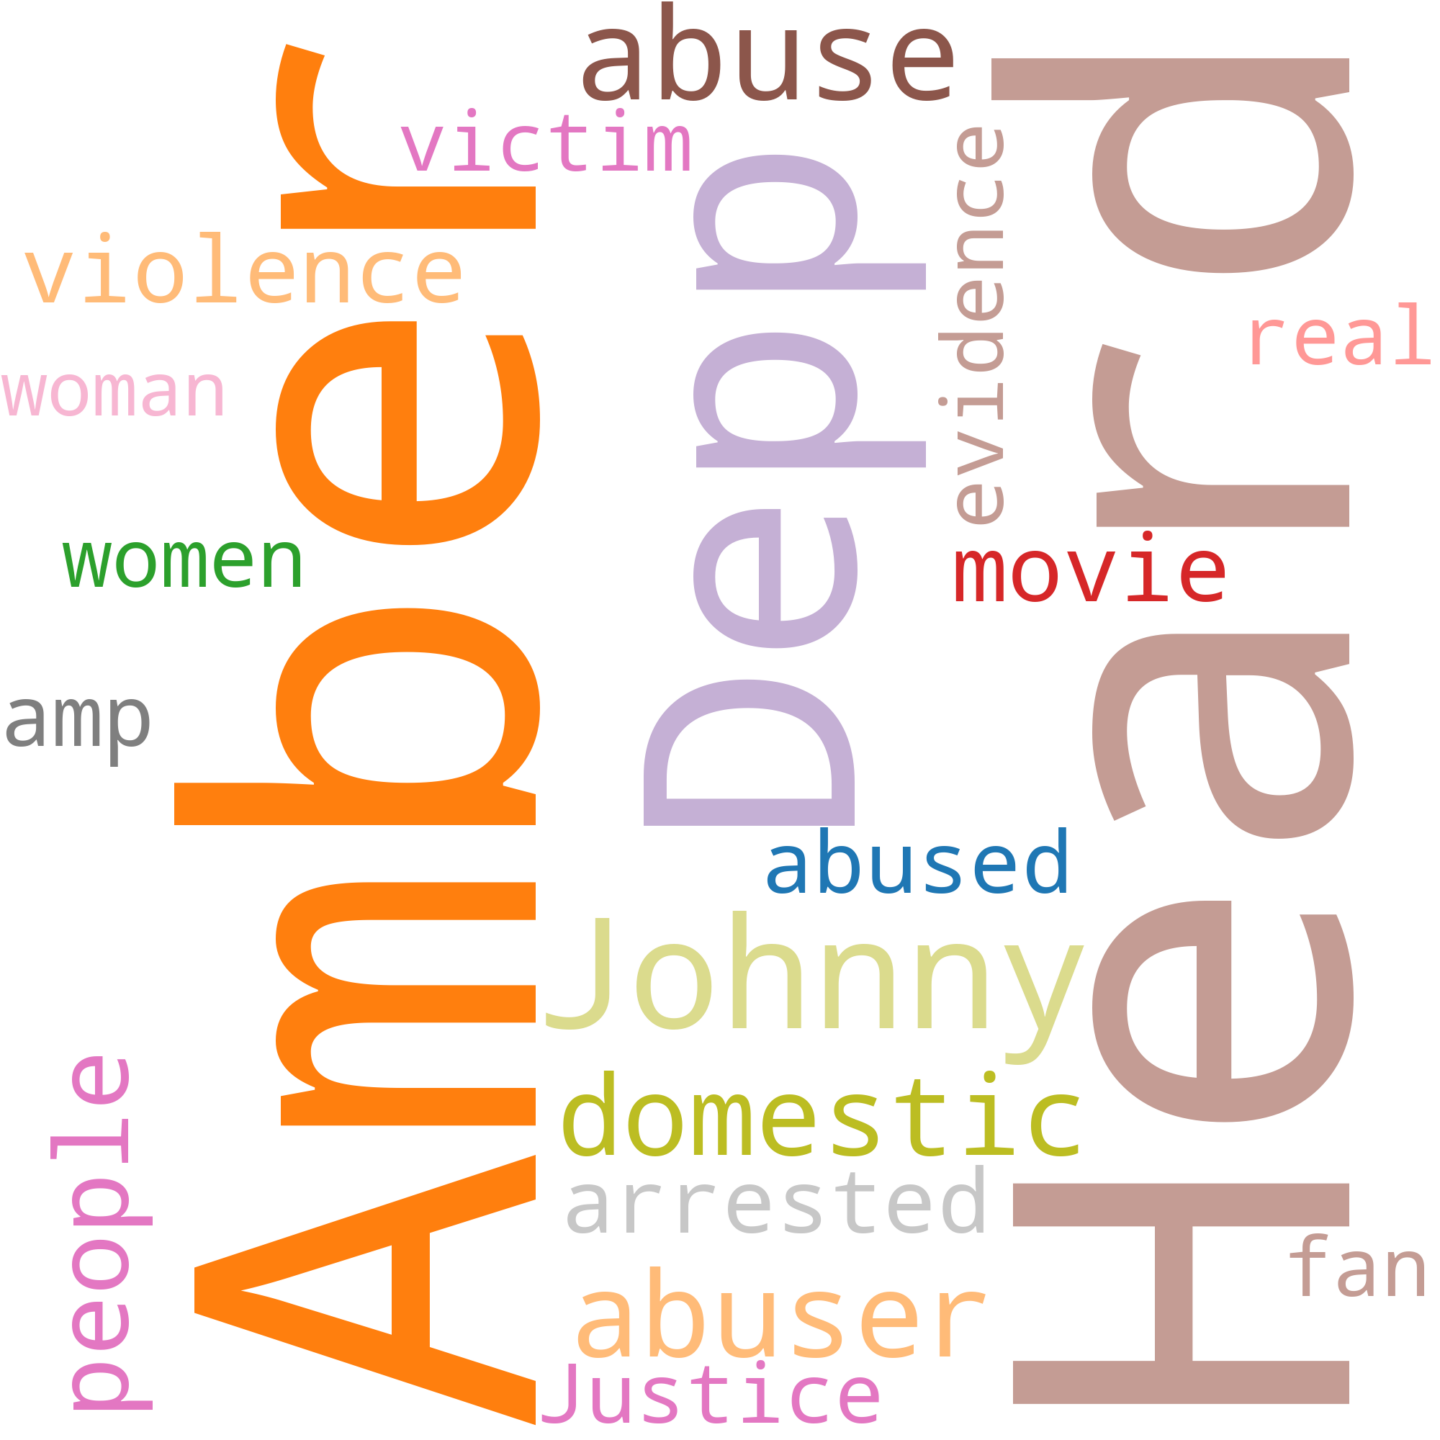 abuse
victim
violence
woman
women
amp
people
Amber
Depp
evidence
Heard
real
movie
abused
Johnny
domestic
arrested
abuser
Justice
fan